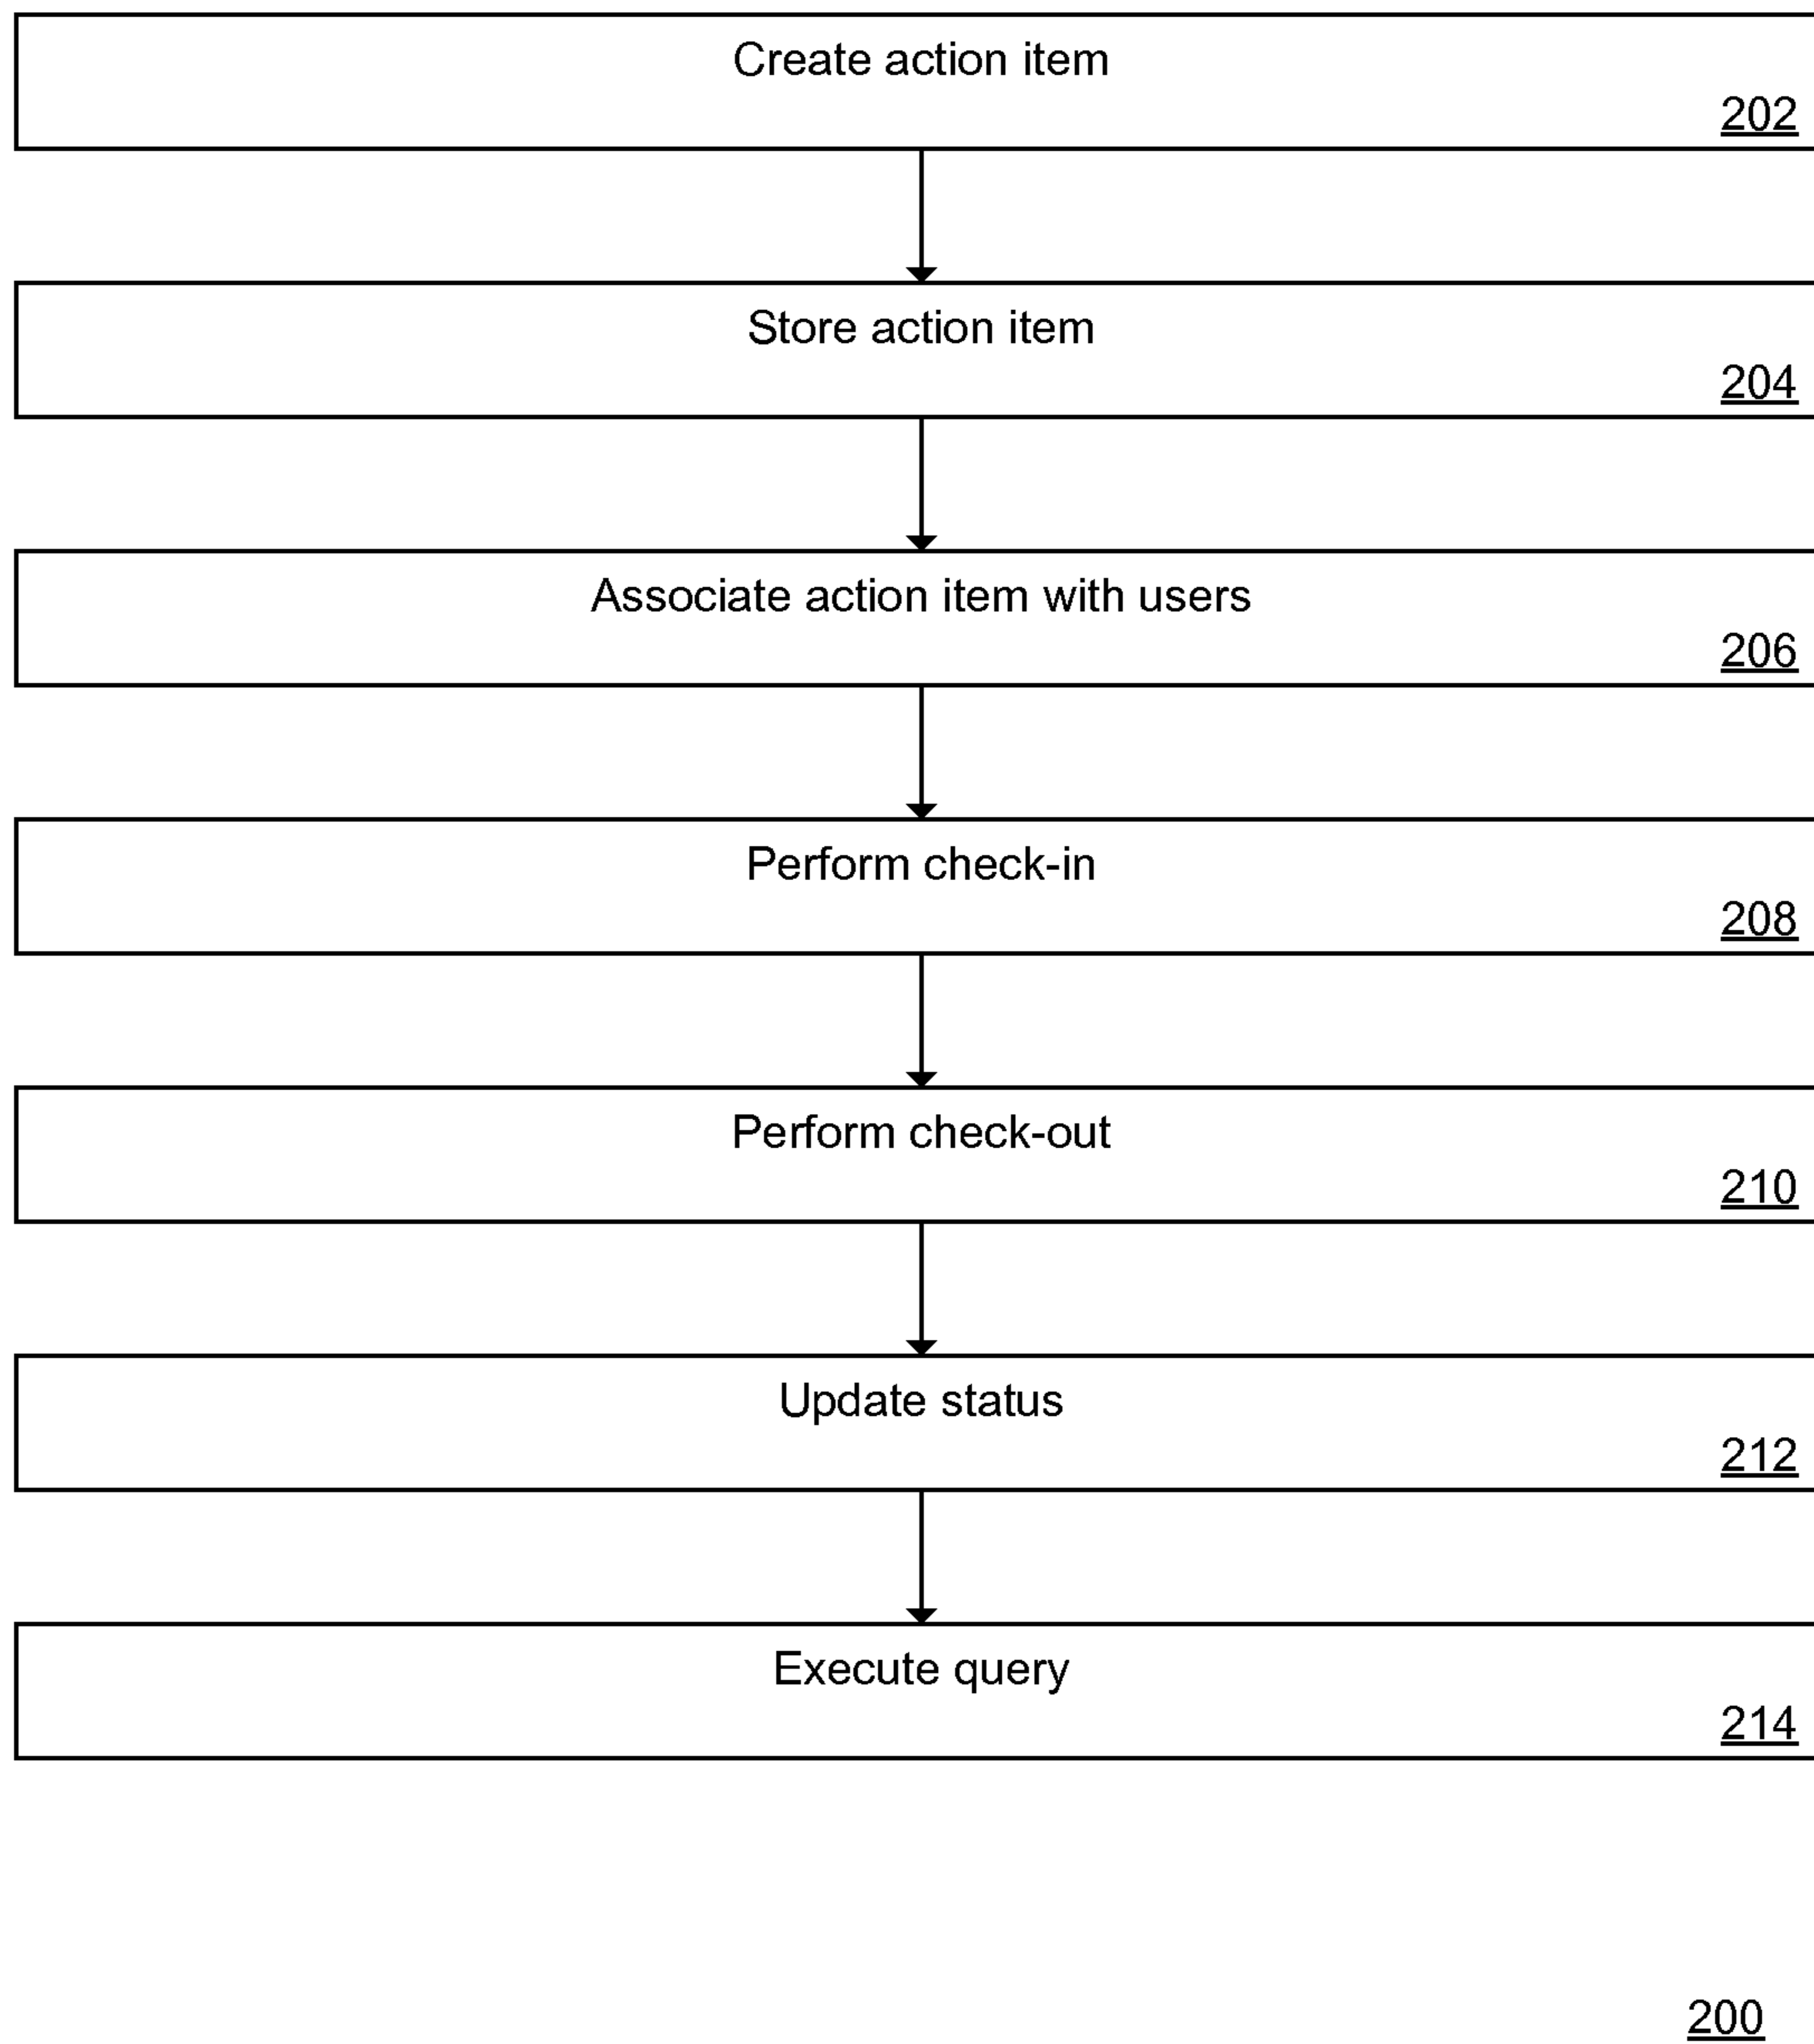 Create action item
202
Store action item
204
Associate action item with users
206
Perform check-in
208
Perform check-out
210
Update status
212
Execute query
214
200